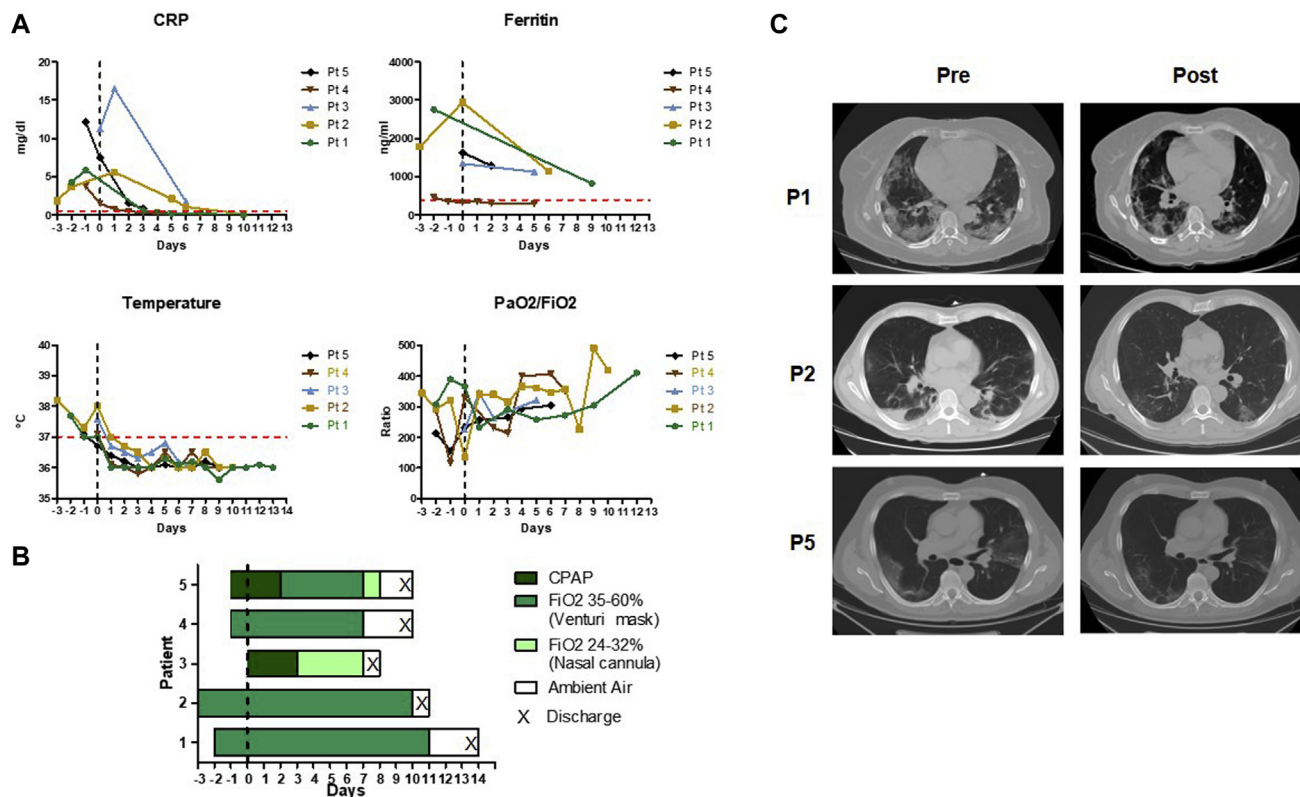 A
CRP
mg/dl
20
15
10
5
0
-3 -2 -1 0 1 2 3 4 5 6 7 8 9 10 11 12 13
Days
Pt 5
Pt 4
Pt 3
Pt 2
Pt 1
Ferritin
ng/ml
4000
3000
2000
1000
400
0
-3 -2 -1 0 1 2 3 4 5 6 7 8 9 10 11 12 13
Days
Pt 5
Pt 4
Pt 3
Pt 2
Pt 1
Temperature
°C
40
39
38
37
36
35
-3 -2 -1 0 1 2 3 4 5 6 7 8 9 10 11 12 13 14
Days
Pt 5
Pt 4
Pt 3
Pt 2
Pt 1
PaO2/FiO2
Ratio
500
400
300
200
100
0
-3 -2 -1 0 1 2 3 4 5 6 7 8 9 10 11 12 13 14
Days
Pt 5
Pt 4
Pt 3
Pt 2
Pt 1
B
Patient
5 X
4 X
3 X
2 X
1 X
-3 -2 -1 0 1 2 3 4 5 6 7 8 9 10 11 12 13 14
Days
CPAP
FiO2 35-60%
(Venturi mask)
FiO2 24-32%
(Nasal cannula)
Ambient Air
X Discharge
C
Pre Post
P1
P2
P5